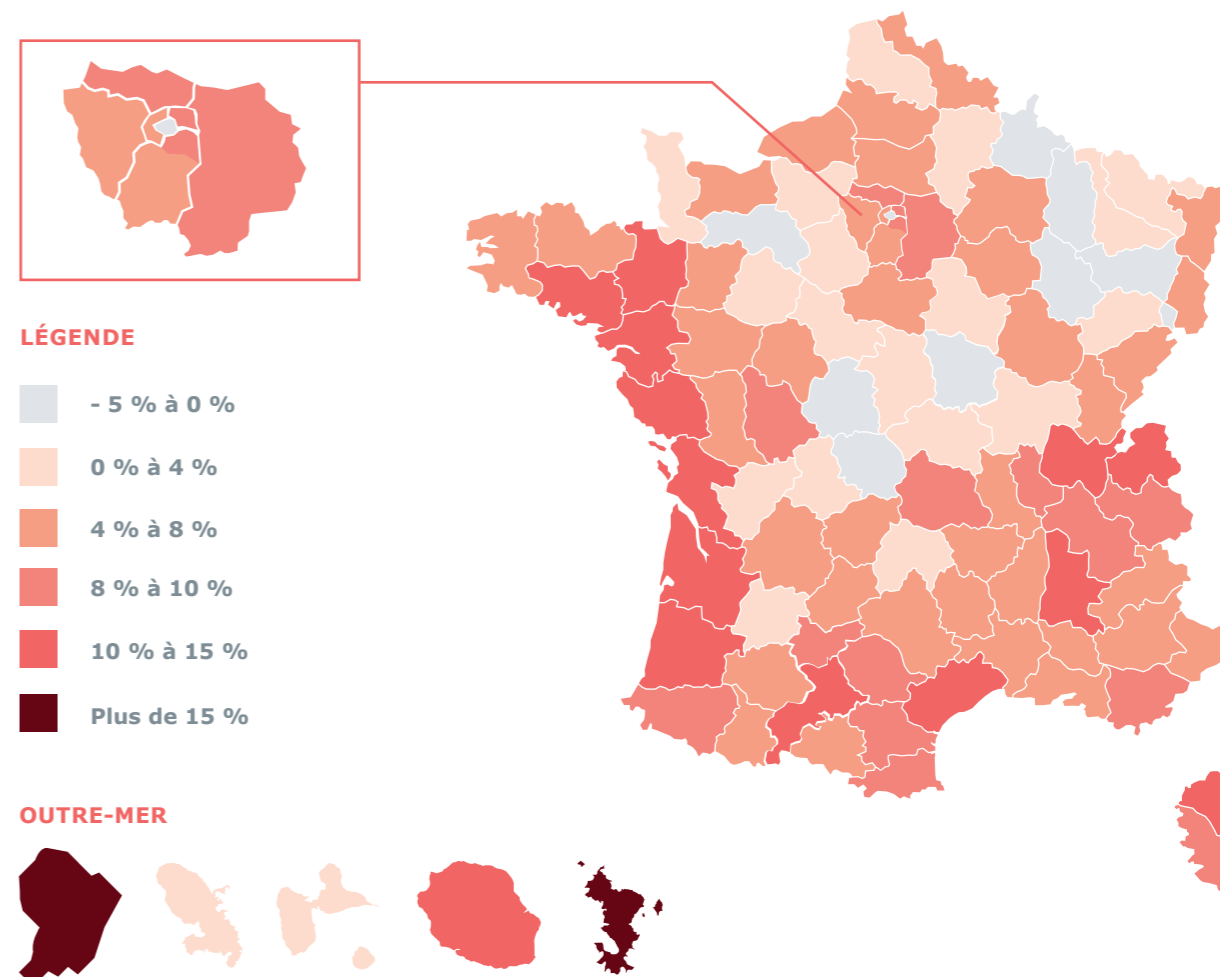 LÉGENDE
- 5 % à 0 %
0 % à 4 %
4 % à 8 %
8 % à 10 %
10 % à 15 %
Plus de 15 %
OUTRE-MER